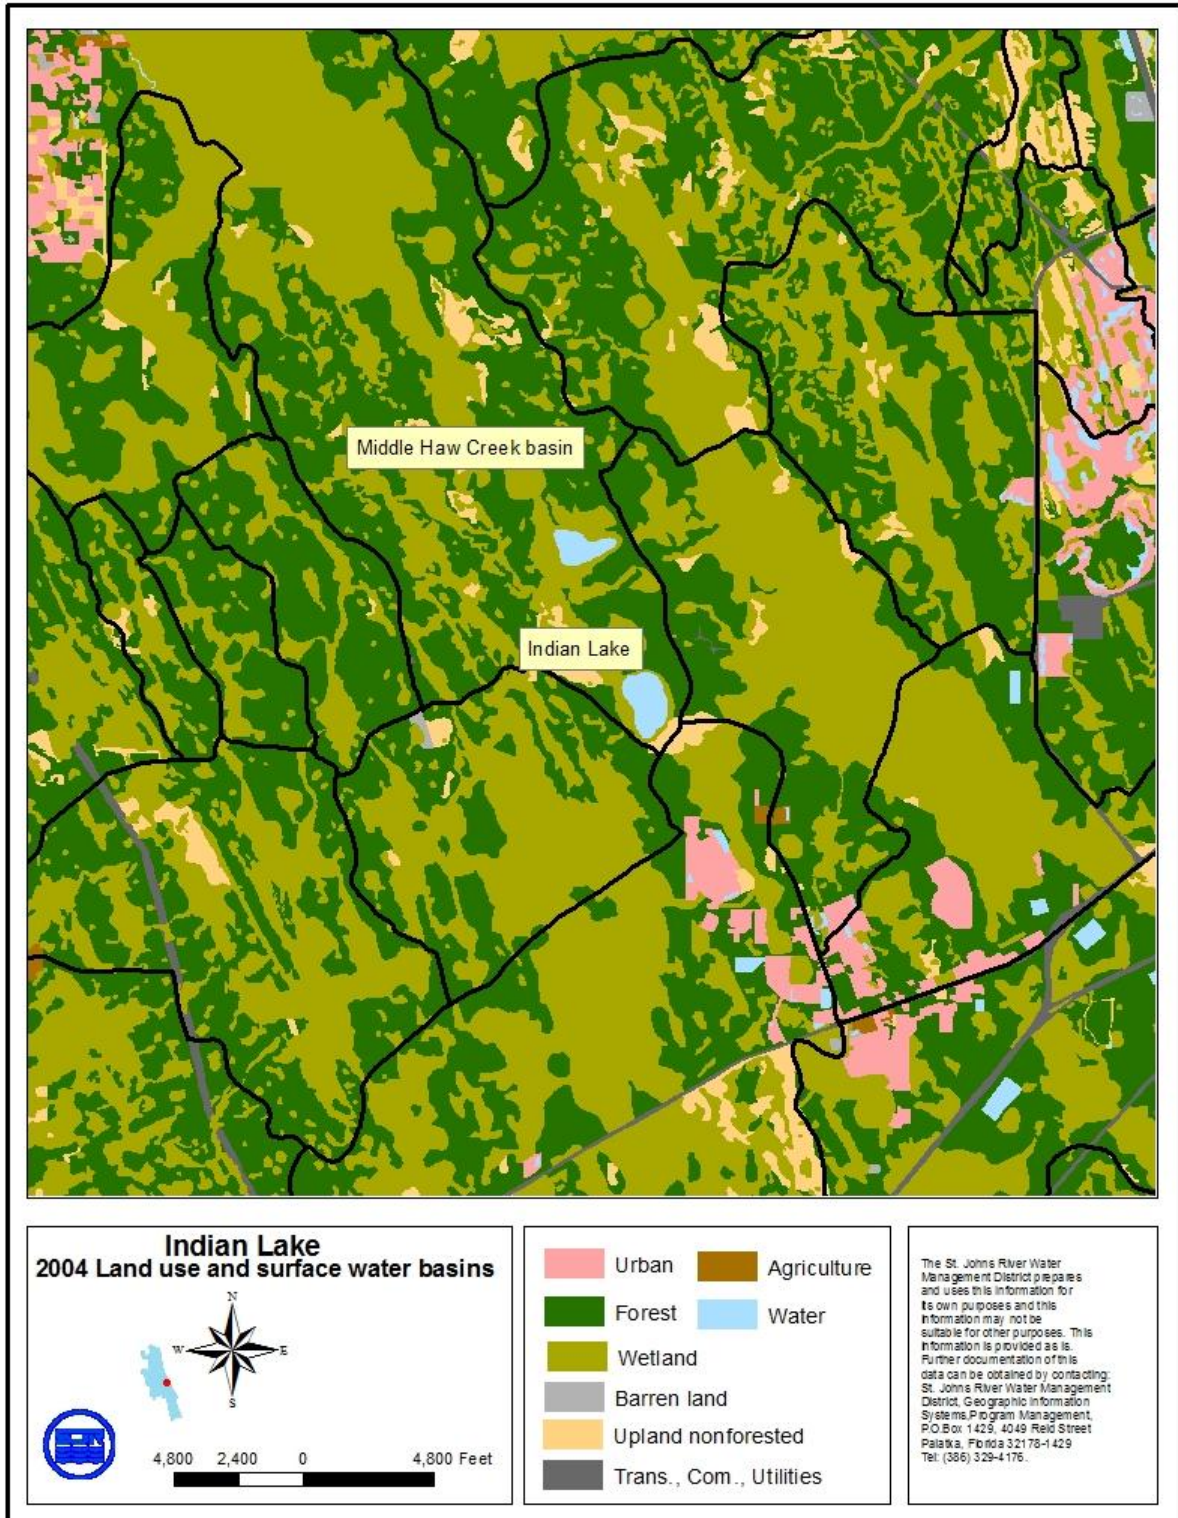 Middle Haw Creek basin
Indian Lake
Indian Lake
2004 Land use and surface water basins
N
W
E
S
4,800 2,400 0 4,800 Feet
Urban
Agriculture
Forest
Water
Wetland
Barren land
Upland nonforested
Trans., Com., Utilities
The St. Johns River Water
Management District prepares
and uses this information for
its own purposes and this
information may not be
suitable for other purposes. This
information is provided as is.
Further documentation of this
data can be obtained by contacting:
St. Johns River Water Management
District, Geographic Information
Systems,Program Management,
P.O.Box 1429, 4049 Reid Street
Palatka, Florida 32178-1429
Tel: (386) 329-4176.